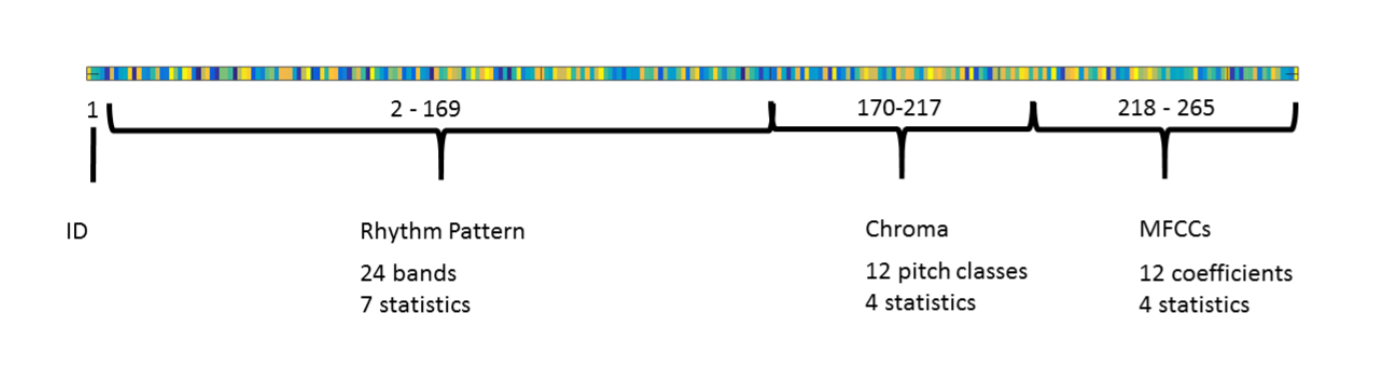 1
2 - 169
170-217
218 - 265
ID
Rhythm Pattern
24 bands
7 statistics
Chroma
12 pitch classes
4 statistics
MFCCs
12 coefficients
4 statistics